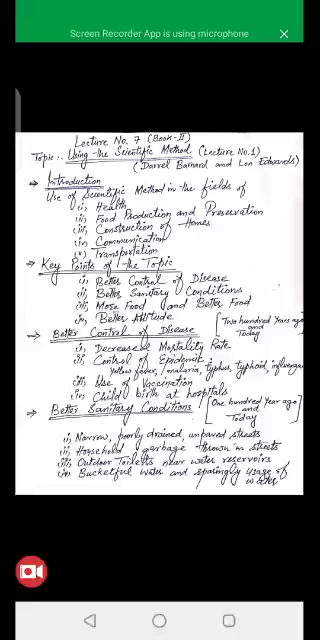 Screen Recorder App is using microphone
Lecture No. 7 (Book-II)
Topic:- Using the Scientific Method (Lecture No.1)
(Darrel Barnard and Lon Edwards)
⇒ Introduction
Use of Scientific Method in the fields of
i), Health
ii), Food Production and Preservation
iii), Construction of Homes
iv), Communication
v), Transportation
⇒ Key Points of the Topic
i), Better Control of Disease
ii), Better Sanitary Conditions
iii), More Food and Better Food
iv), Better Attitude
⇒ Better Control of Disease [Two hundred Years ago and Today]
i), Decreased Mortality Rate
ii), Control of Epidemic
yellow fever, malaria, typhus, typhoid, influenza
iii), Use of Vaccination
iv), Child birth at hospitals
⇒ Better Sanitary Conditions [One hundred Year ago and Today]
i), Narrow, poorly drained, unpaved streets
ii), Household garbage thrown in streets
iii), Outdoor Toilets near water reservoirs
iv), Bucketful water and sparingly usage of water